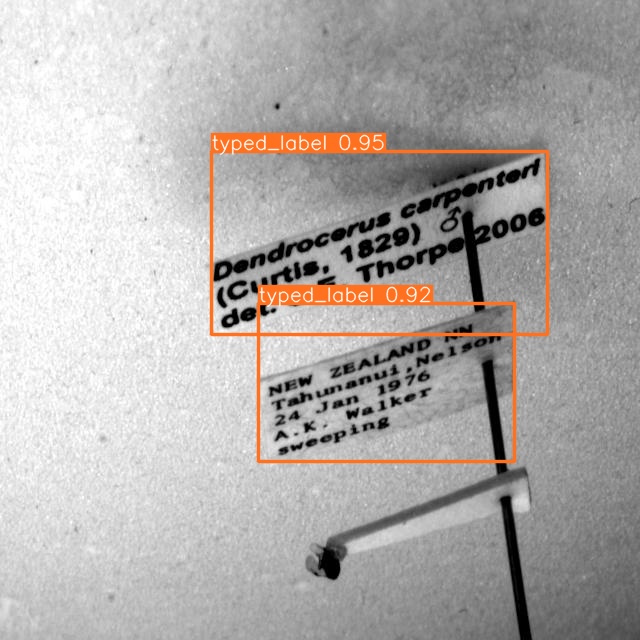 typed_label 0.95
Dendrocerus carpenteri
(Curtis, 1829) ♂
det. Thorpe 2006
typed_label 0.92
NEW ZEALAND NN
Tahunanui, Nelson
24 Jan 1976
A.K. Walker
sweeping